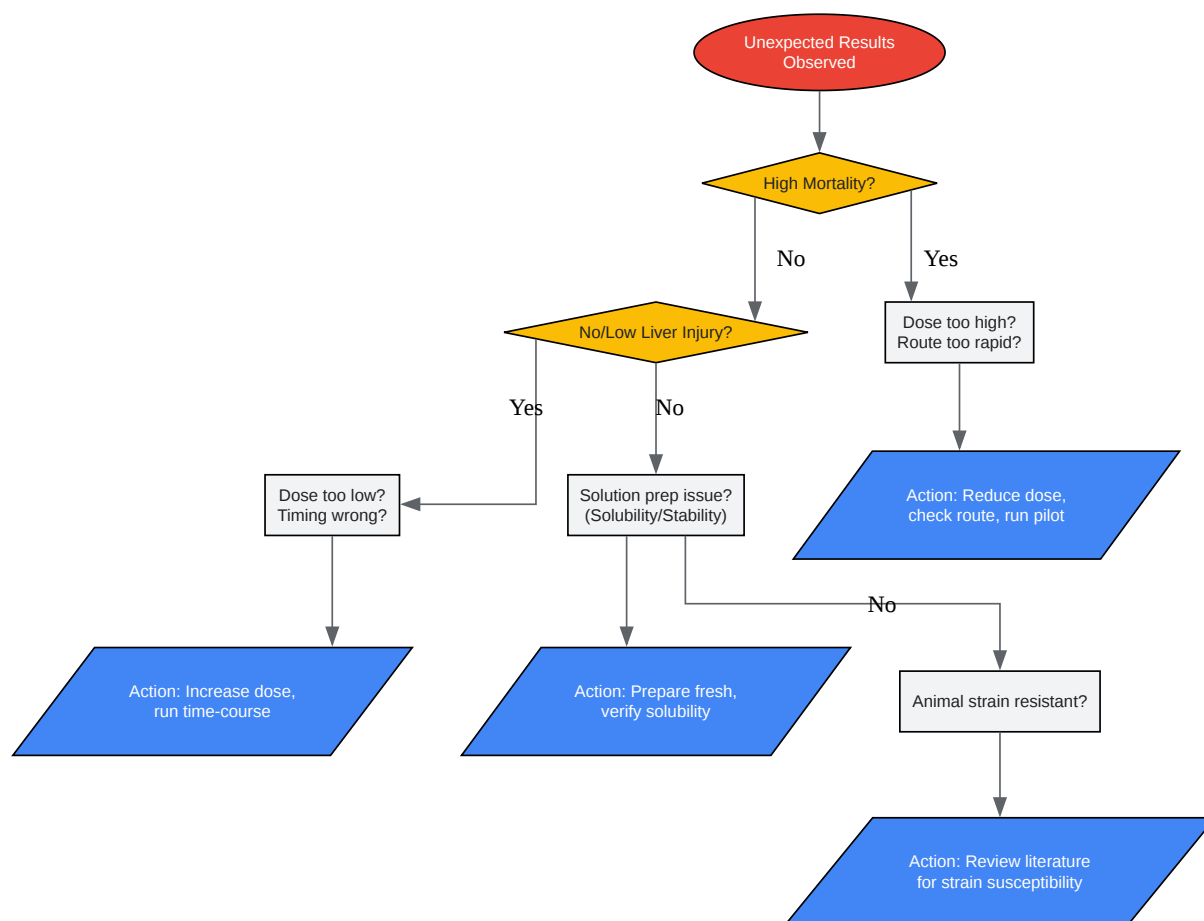 Unexpected Results
Observed
High Mortality?
No
Yes
Dose too high?
Route too rapid?
No/Low Liver Injury?
Yes
No
Action: Reduce dose,
check route, run pilot
Dose too low?
Timing wrong?
Solution prep issue?
(Solubility/Stability)
No
Action: Increase dose,
run time-course
Action: Prepare fresh,
verify solubility
Animal strain resistant?
Action: Review literature
for strain susceptibility